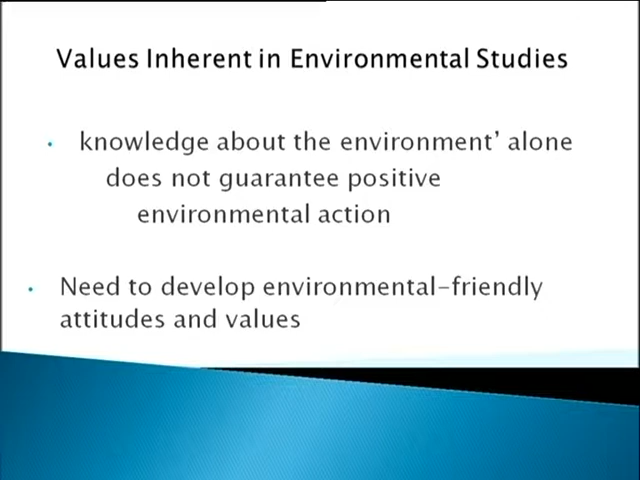 Values Inherent in Environmental Studies
• knowledge about the environment’ alone
does not guarantee positive
environmental action
• Need to develop environmental-friendly
attitudes and values